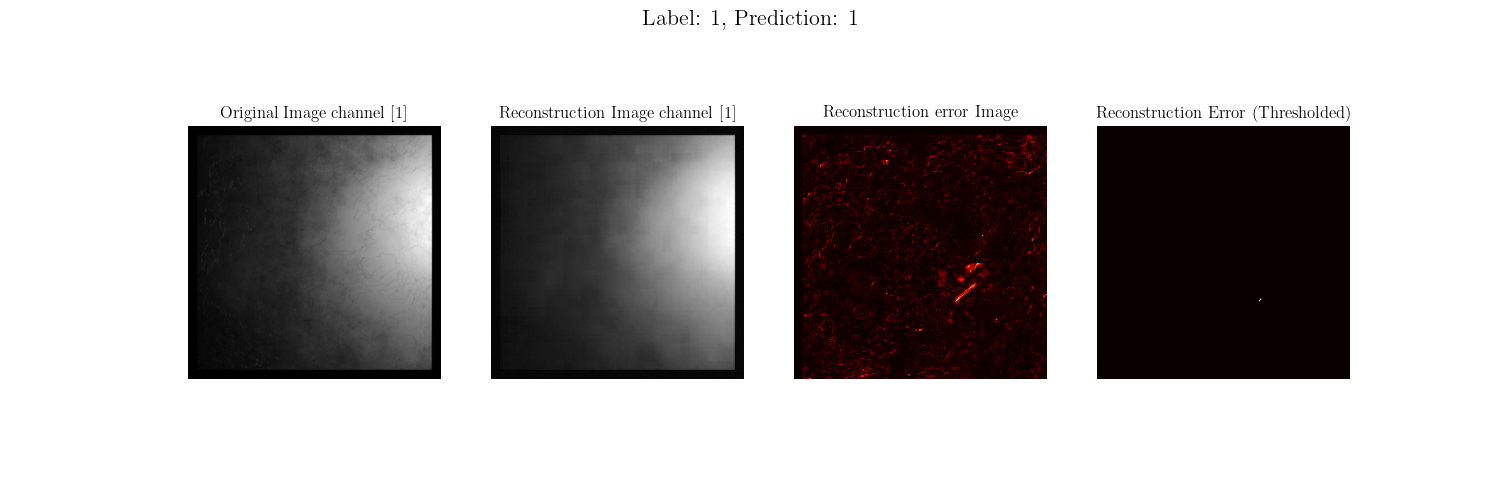 Label: 1, Prediction: 1
Original Image channel [1]
Reconstruction Image channel [1]
Reconstruction error Image
Reconstruction Error (Thresholded)